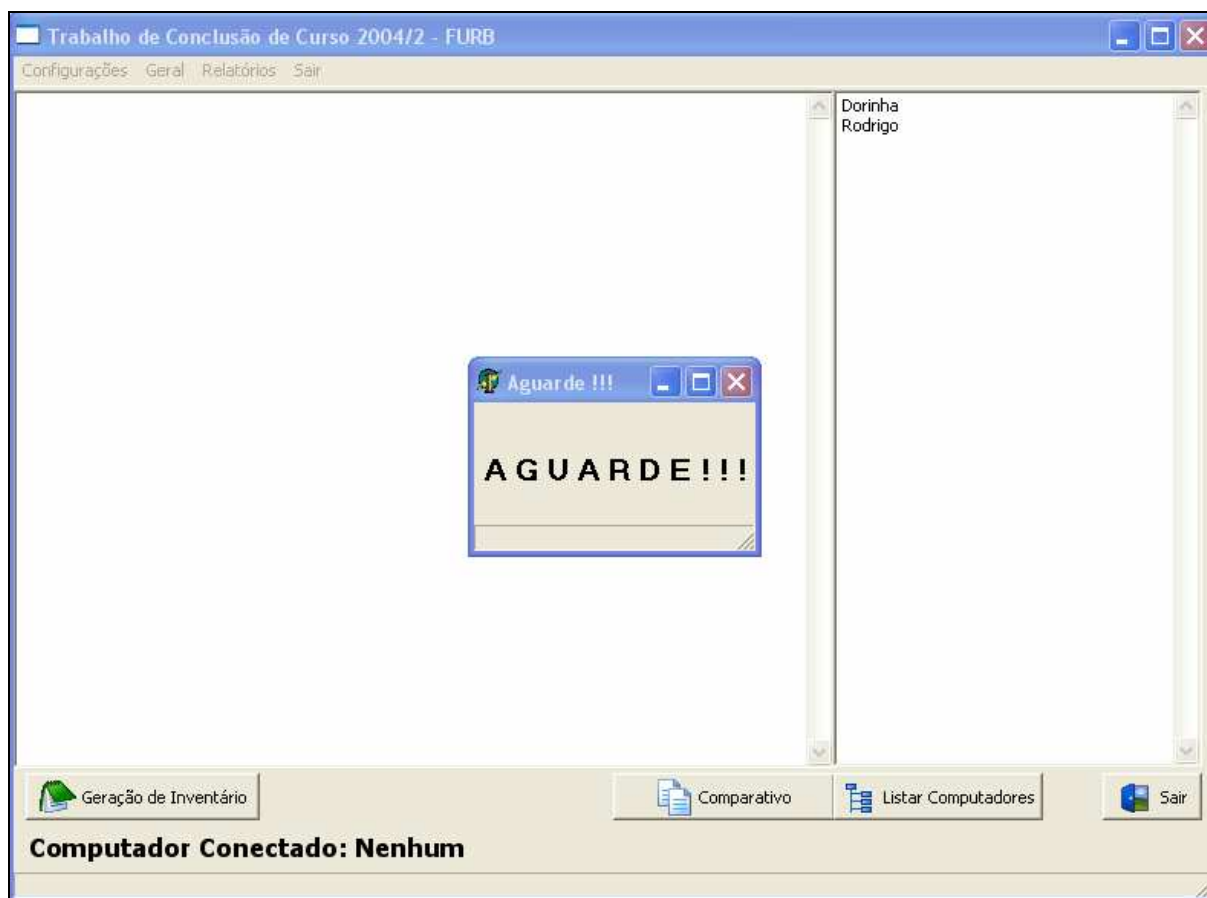 Trabalho de Conclusão de Curso 2004/2 - FURB
Configurações Geral Relatórios Sair
Dorinha
Rodrigo
Aguarde !!!
A G U A R D E ! ! !
Geração de Inventário
Comparativo
Listar Computadores
Sair
Computador Conectado: Nenhum